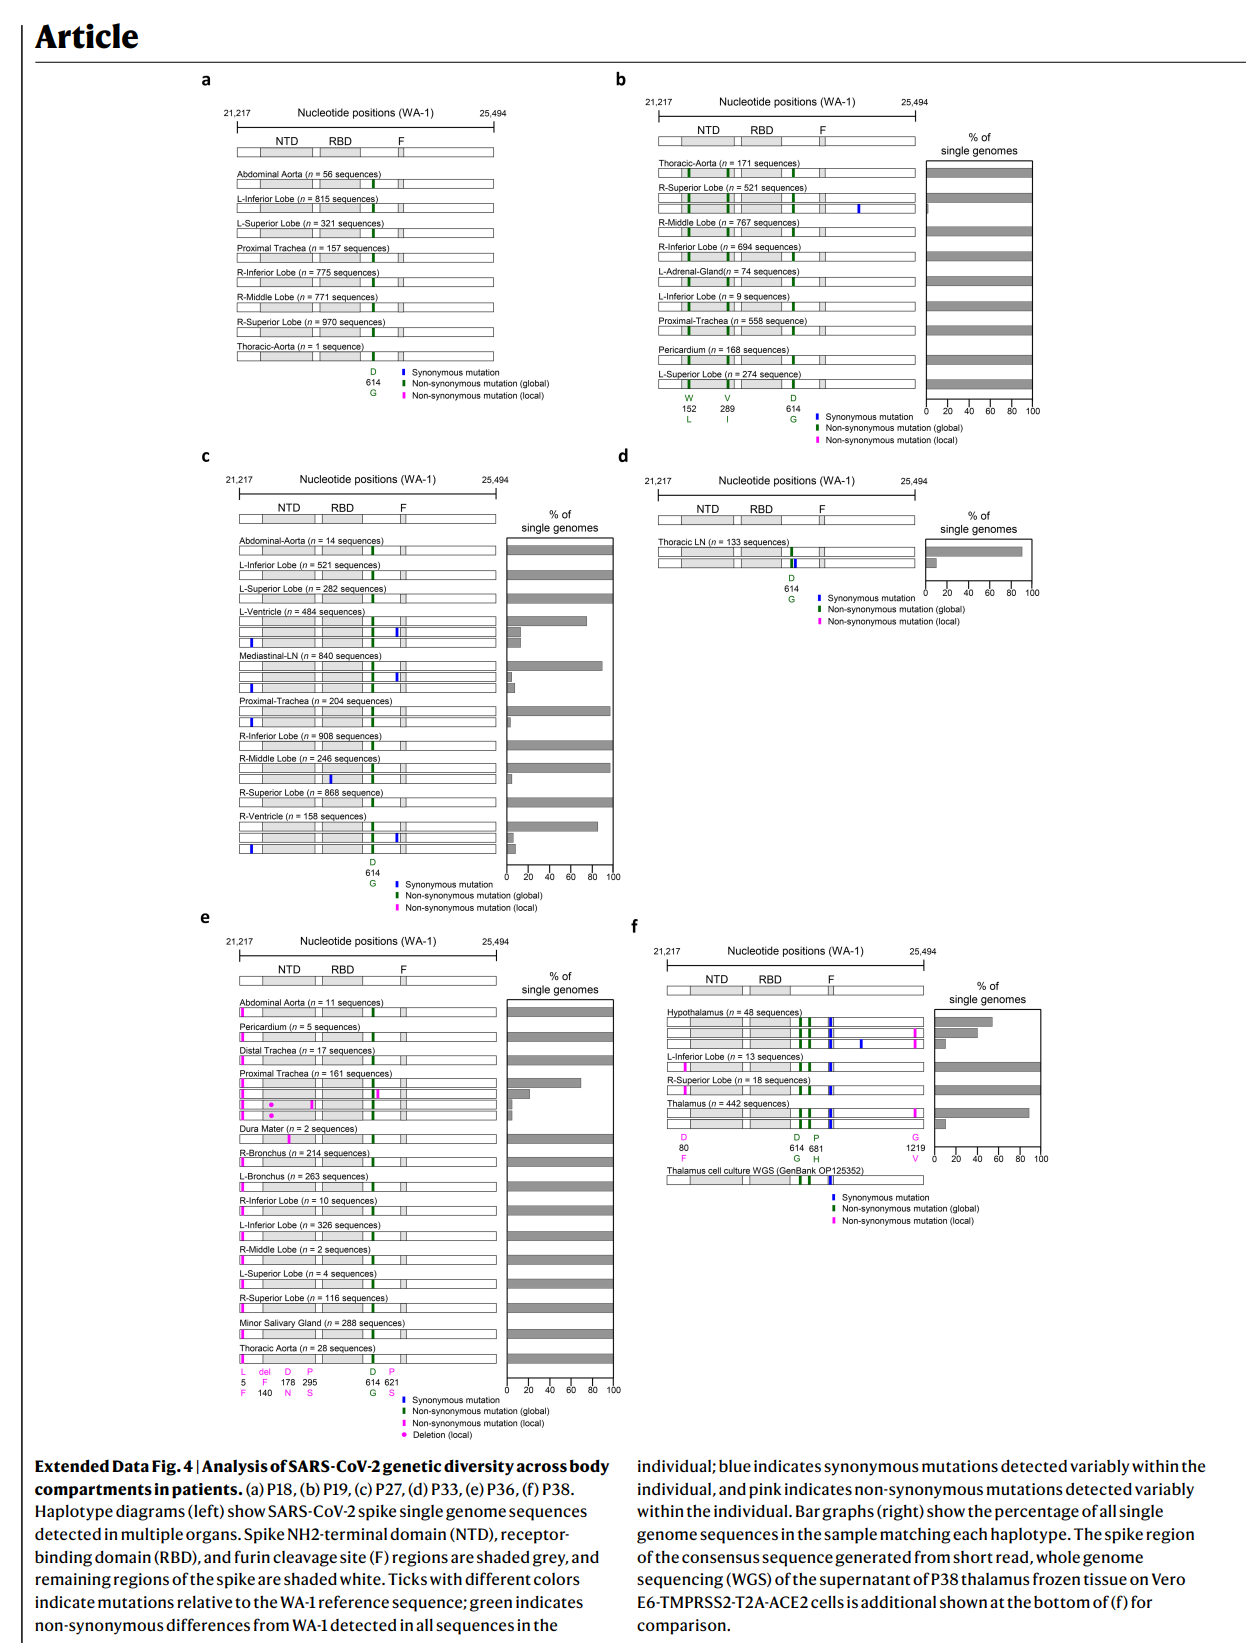 Article
a
21,217 Nucleotide positions (WA-1) 25,494
NTD RBD F
Abdominal Aorta (n = 56 sequences)
L-Inferior Lobe (n = 815 sequences)
L-Superior Lobe (n = 321 sequences)
Proximal Trachea (n = 157 sequences)
R-Inferior Lobe (n = 775 sequences)
R-Middle Lobe (n = 771 sequences)
R-Superior Lobe (n = 970 sequences)
Thoracic-Aorta (n = 1 sequence)
D
614
G
Synonymous mutation
Non-synonymous mutation (global)
Non-synonymous mutation (local)
b
21,217 Nucleotide positions (WA-1) 25,494
NTD RBD F
% of
single genomes
Thoracic-Aorta (n = 171 sequences)
R-Superior Lobe (n = 521 sequences)
R-Middle Lobe (n = 767 sequences)
R-Inferior Lobe (n = 694 sequences)
L-Adrenal-Gland(n = 74 sequences)
L-Inferior Lobe (n = 9 sequences)
Proximal-Trachea (n = 558 sequence)
Pericardium (n = 168 sequences)
L-Superior Lobe (n = 274 sequence)
W V D
152 289 614
L I G
0 20 40 60 80 100
Synonymous mutation
Non-synonymous mutation (global)
Non-synonymous mutation (local)
c
21,217 Nucleotide positions (WA-1) 25,494
NTD RBD F
% of
single genomes
Abdominal-Aorta (n = 14 sequences)
L-Inferior Lobe (n = 521 sequences)
L-Superior Lobe (n = 282 sequences)
L-Ventricle (n = 484 sequences)
Mediastinal-LN (n = 840 sequences)
Proximal-Trachea (n = 204 sequences)
R-Inferior Lobe (n = 908 sequences)
R-Middle Lobe (n = 246 sequences)
R-Superior Lobe (n = 868 sequence)
R-Ventricle (n = 158 sequences)
D
614
G
0 20 40 60 80 100
Synonymous mutation
Non-synonymous mutation (global)
Non-synonymous mutation (local)
d
21,217 Nucleotide positions (WA-1) 25,494
NTD RBD F
% of
single genomes
Thoracic LN (n = 133 sequences)
D
614
G
0 20 40 60 80 100
Synonymous mutation
Non-synonymous mutation (global)
Non-synonymous mutation (local)
e
21,217 Nucleotide positions (WA-1) 25,494
NTD RBD F
% of
single genomes
Abdominal Aorta (n = 11 sequences)
Pericardium (n = 5 sequences)
Distal Trachea (n = 17 sequences)
Proximal Trachea (n = 161 sequences)
Dura Mater (n = 2 sequences)
R-Bronchus (n = 214 sequences)
L-Bronchus (n = 263 sequences)
R-Inferior Lobe (n = 10 sequences)
L-Inferior Lobe (n = 326 sequences)
R-Middle Lobe (n = 2 sequences)
L-Superior Lobe (n = 4 sequences)
R-Superior Lobe (n = 116 sequences)
Minor Salivary Gland (n = 288 sequences)
Thoracic Aorta (n = 28 sequences)
L del D P D P
5 F 178 295 614 621
F 140 N S G S
0 20 40 60 80 100
Synonymous mutation
Non-synonymous mutation (global)
Non-synonymous mutation (local)
Deletion (local)
f
21,217 Nucleotide positions (WA-1) 25,494
NTD RBD F
% of
single genomes
Hypothalamus (n = 48 sequences)
L-Inferior Lobe (n = 13 sequences)
R-Superior Lobe (n = 18 sequences)
Thalamus (n = 442 sequences)
D D P G
80 614 681 1219
F G H V
0 20 40 60 80 100
Thalamus cell culture WGS (GenBank OP125352)
Synonymous mutation
Non-synonymous mutation (global)
Non-synonymous mutation (local)
Extended Data Fig. 4 | Analysis of SARS-CoV-2 genetic diversity across body
compartments in patients. (a) P18, (b) P19, (c) P27, (d) P33, (e) P36, (f) P38.
Haplotype diagrams (left) show SARS-CoV-2 spike single genome sequences
detected in multiple organs. Spike NH2-terminal domain (NTD), receptor-
binding domain (RBD), and furin cleavage site (F) regions are shaded grey, and
remaining regions of the spike are shaded white. Ticks with different colors
indicate mutations relative to the WA-1 reference sequence; green indicates
non-synonymous differences from WA-1 detected in all sequences in the
individual; blue indicates synonymous mutations detected variably within the
individual, and pink indicates non-synonymous mutations detected variably
within the individual. Bar graphs (right) show the percentage of all single
genome sequences in the sample matching each haplotype. The spike region
of the consensus sequence generated from short read, whole genome
sequencing (WGS) of the supernatant of P38 thalamus frozen tissue on Vero
E6-TMPRSS2-T2A-ACE2 cells is additional shown at the bottom of (f) for
comparison.